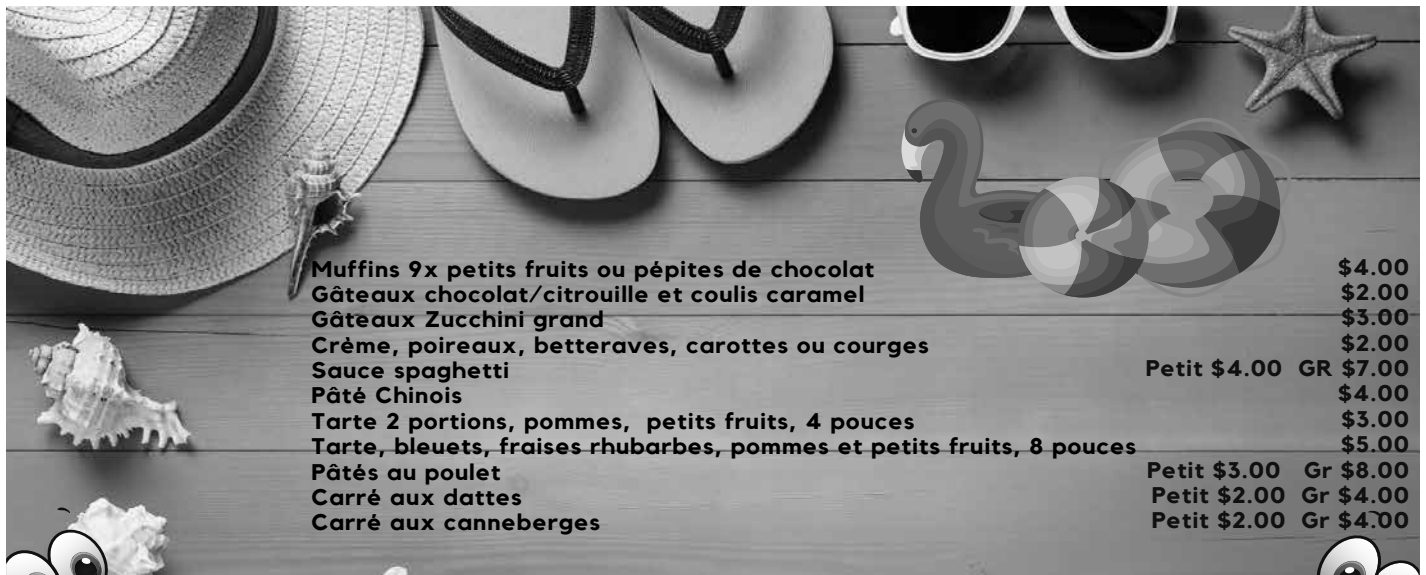 Muffins 9x petits fruits ou pépites de chocolat $4.00
Gâteaux chocolat/citrouille et coulis caramel $2.00
Gâteaux Zucchini grand $3.00
Crème, poireaux, betteraves, carottes ou courges $2.00
Sauce spaghetti Petit $4.00 GR $7.00
Pâté Chinois $4.00
Tarte 2 portions, pommes, petits fruits, 4 pouces $3.00
Tarte, bleuets, fraises rhubarbes, pommes et petits fruits, 8 pouces $5.00
Pâtés au poulet Petit $3.00 Gr $8.00
Carré aux dattes Petit $2.00 Gr $4.00
Carré aux canneberges Petit $2.00 Gr $4.00